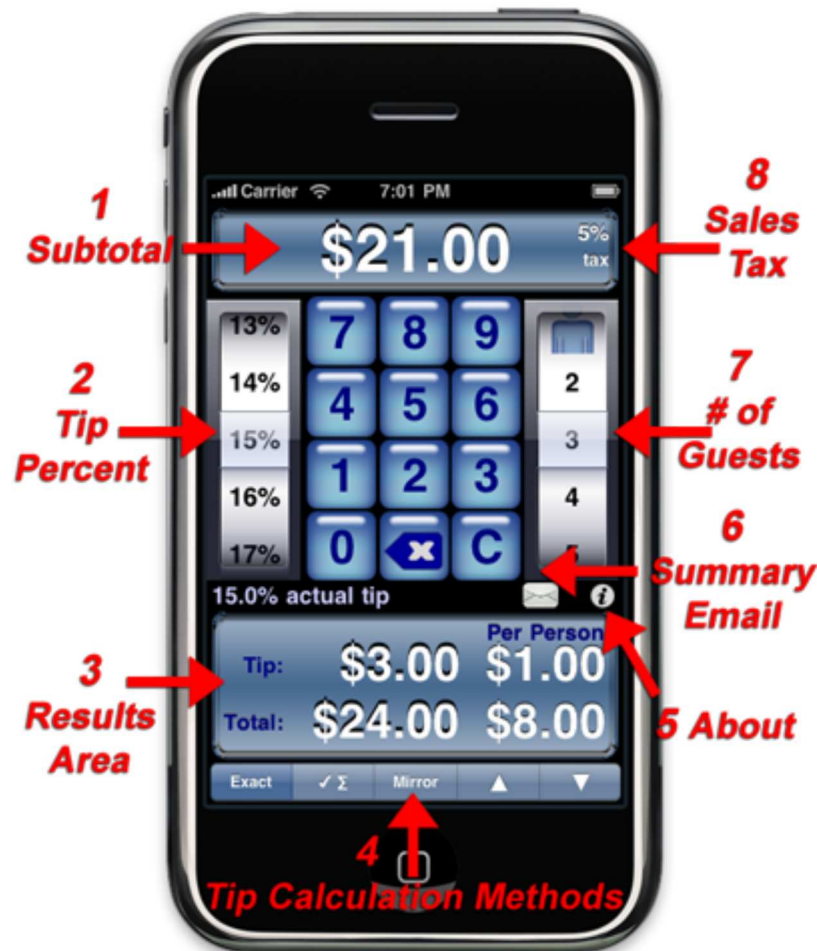 Carrier 7:01 PM
1
Subtotal
$21.00
5%
tax
8
Sales
Tax
13%
14%
15%
16%
17%
2
Tip
Percent
7 8 9
4 5 6
1 2 3
0 x C
2
3
4
5
7
# of
Guests
6
Summary
Email
15.0% actual tip
i
Per Person
Tip: $3.00 $1.00
Total: $24.00 $8.00
3
Results
Area
5 About
Exact ✓ Σ Mirror ▲ ▼
4
Tip Calculation Methods